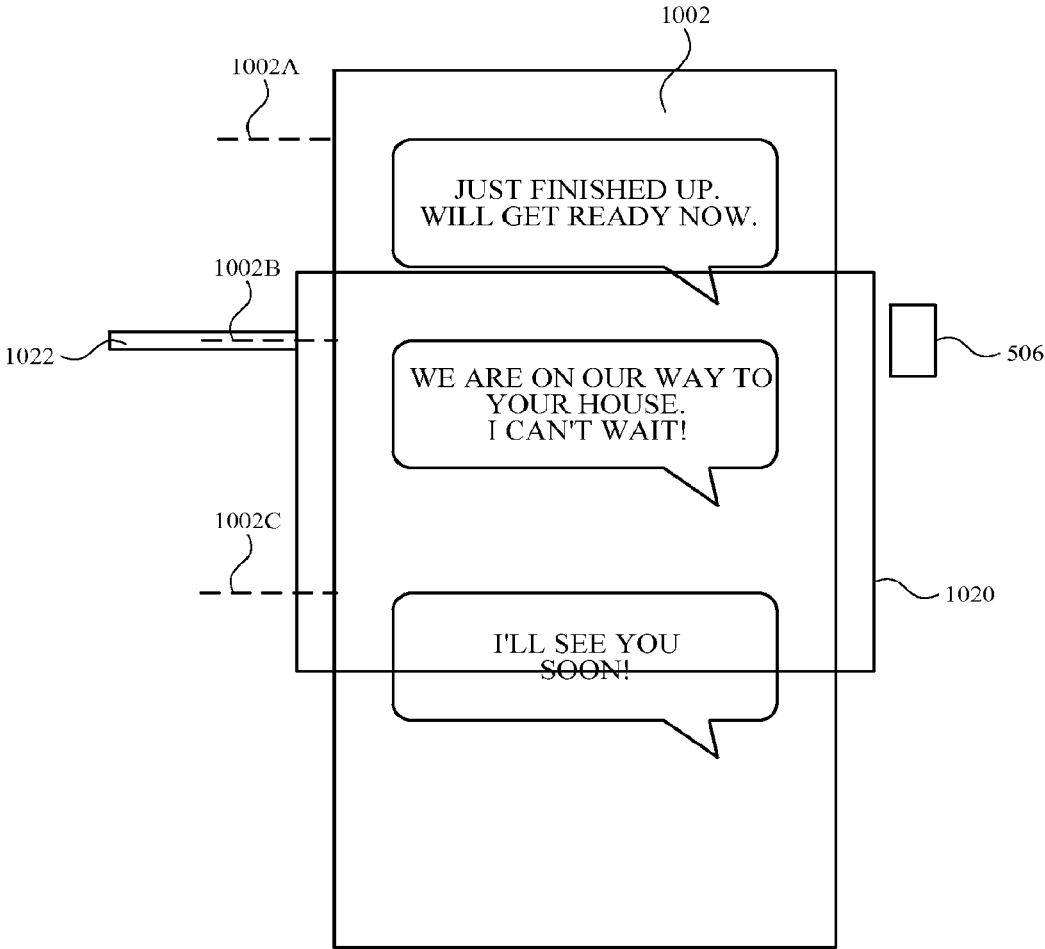 1002
1002A
JUST FINISHED UP.
WILL GET READY NOW.
1002B
1022
506
WE ARE ON OUR WAY TO
YOUR HOUSE.
I CAN'T WAIT!
1002C
1020
I'LL SEE YOU
SOON!